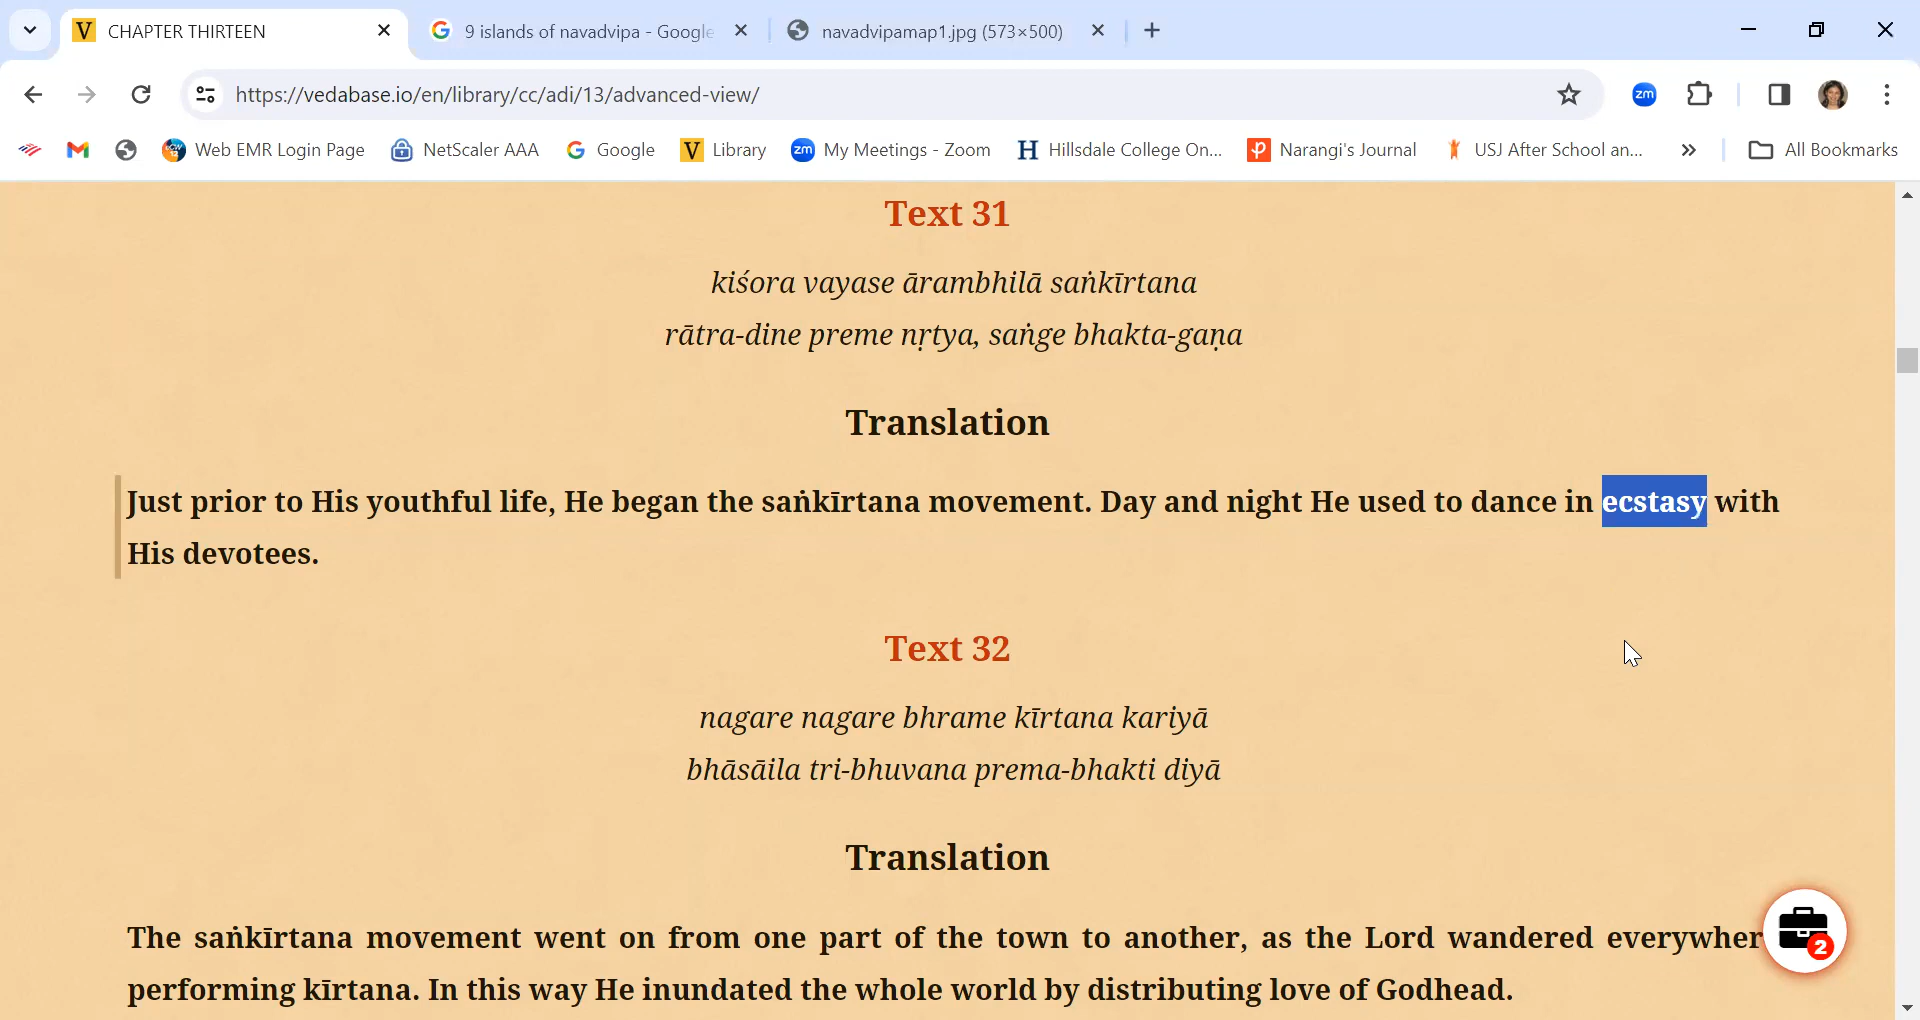 CHAPTER THIRTEEN
9 islands of navadvipa - Google
navadvipamap1.jpg (573×500)
https://vedabase.io/en/library/cc/adi/13/advanced-view/
zm
Web EMR Login Page
NetScaler AAA
Google
Library
zm
My Meetings - Zoom
Hillsdale College On...
Narangi's Journal
USJ After School an...
All Bookmarks
Text 31
kiśora vayase ārambhilā saṅkīrtana
rātra-dine preme nṛtya, saṅge bhakta-gaṇa
Translation
Just prior to His youthful life, He began the saṅkīrtana movement. Day and night He used to dance in ecstasy with
His devotees.
Text 32
nagare nagare bhrame kīrtana kariyā
bhāsāila tri-bhuvana prema-bhakti diyā
Translation
The saṅkīrtana movement went on from one part of the town to another, as the Lord wandered everywher
performing kīrtana. In this way He inundated the whole world by distributing love of Godhead.
2